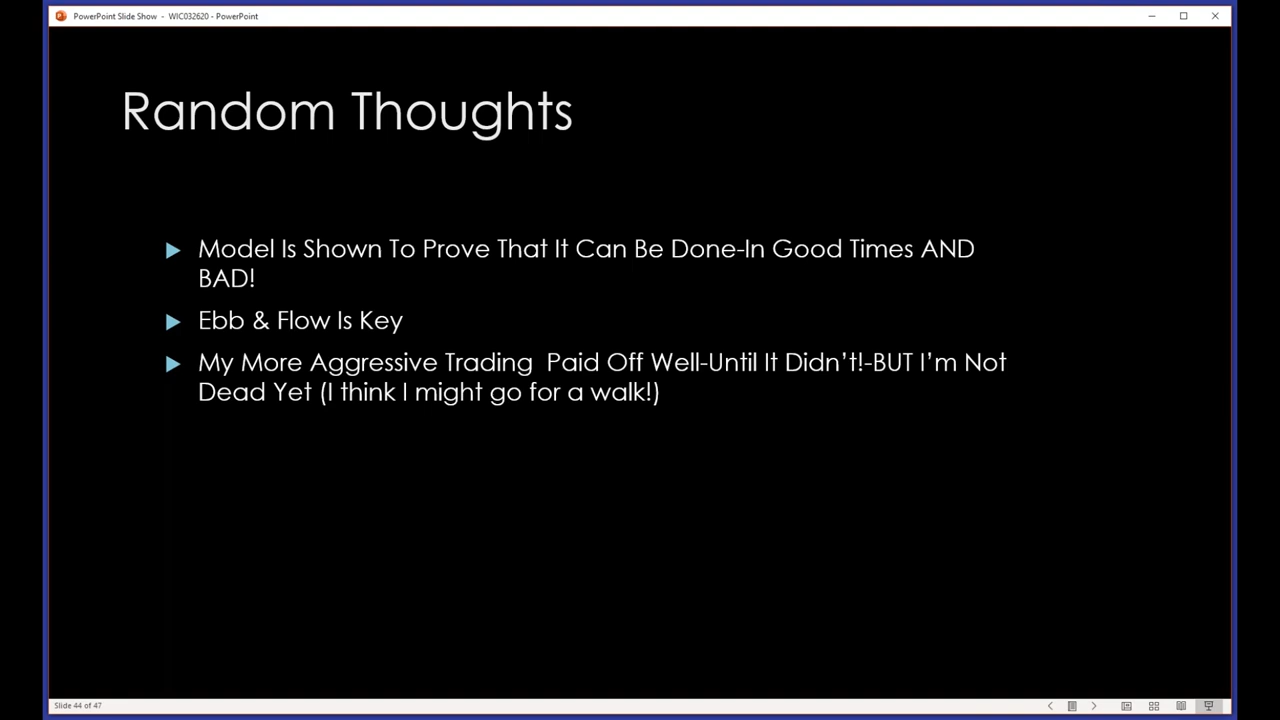 PowerPoint Slide Show - WIC032620 - PowerPoint
Random Thoughts
Model Is Shown To Prove That It Can Be Done-In Good Times AND
BAD!
Ebb & Flow Is Key
My More Aggressive Trading  Paid Off Well-Until It Didn’t!-BUT I’m Not
Dead Yet (I think I might go for a walk!)
Slide 44 of 47